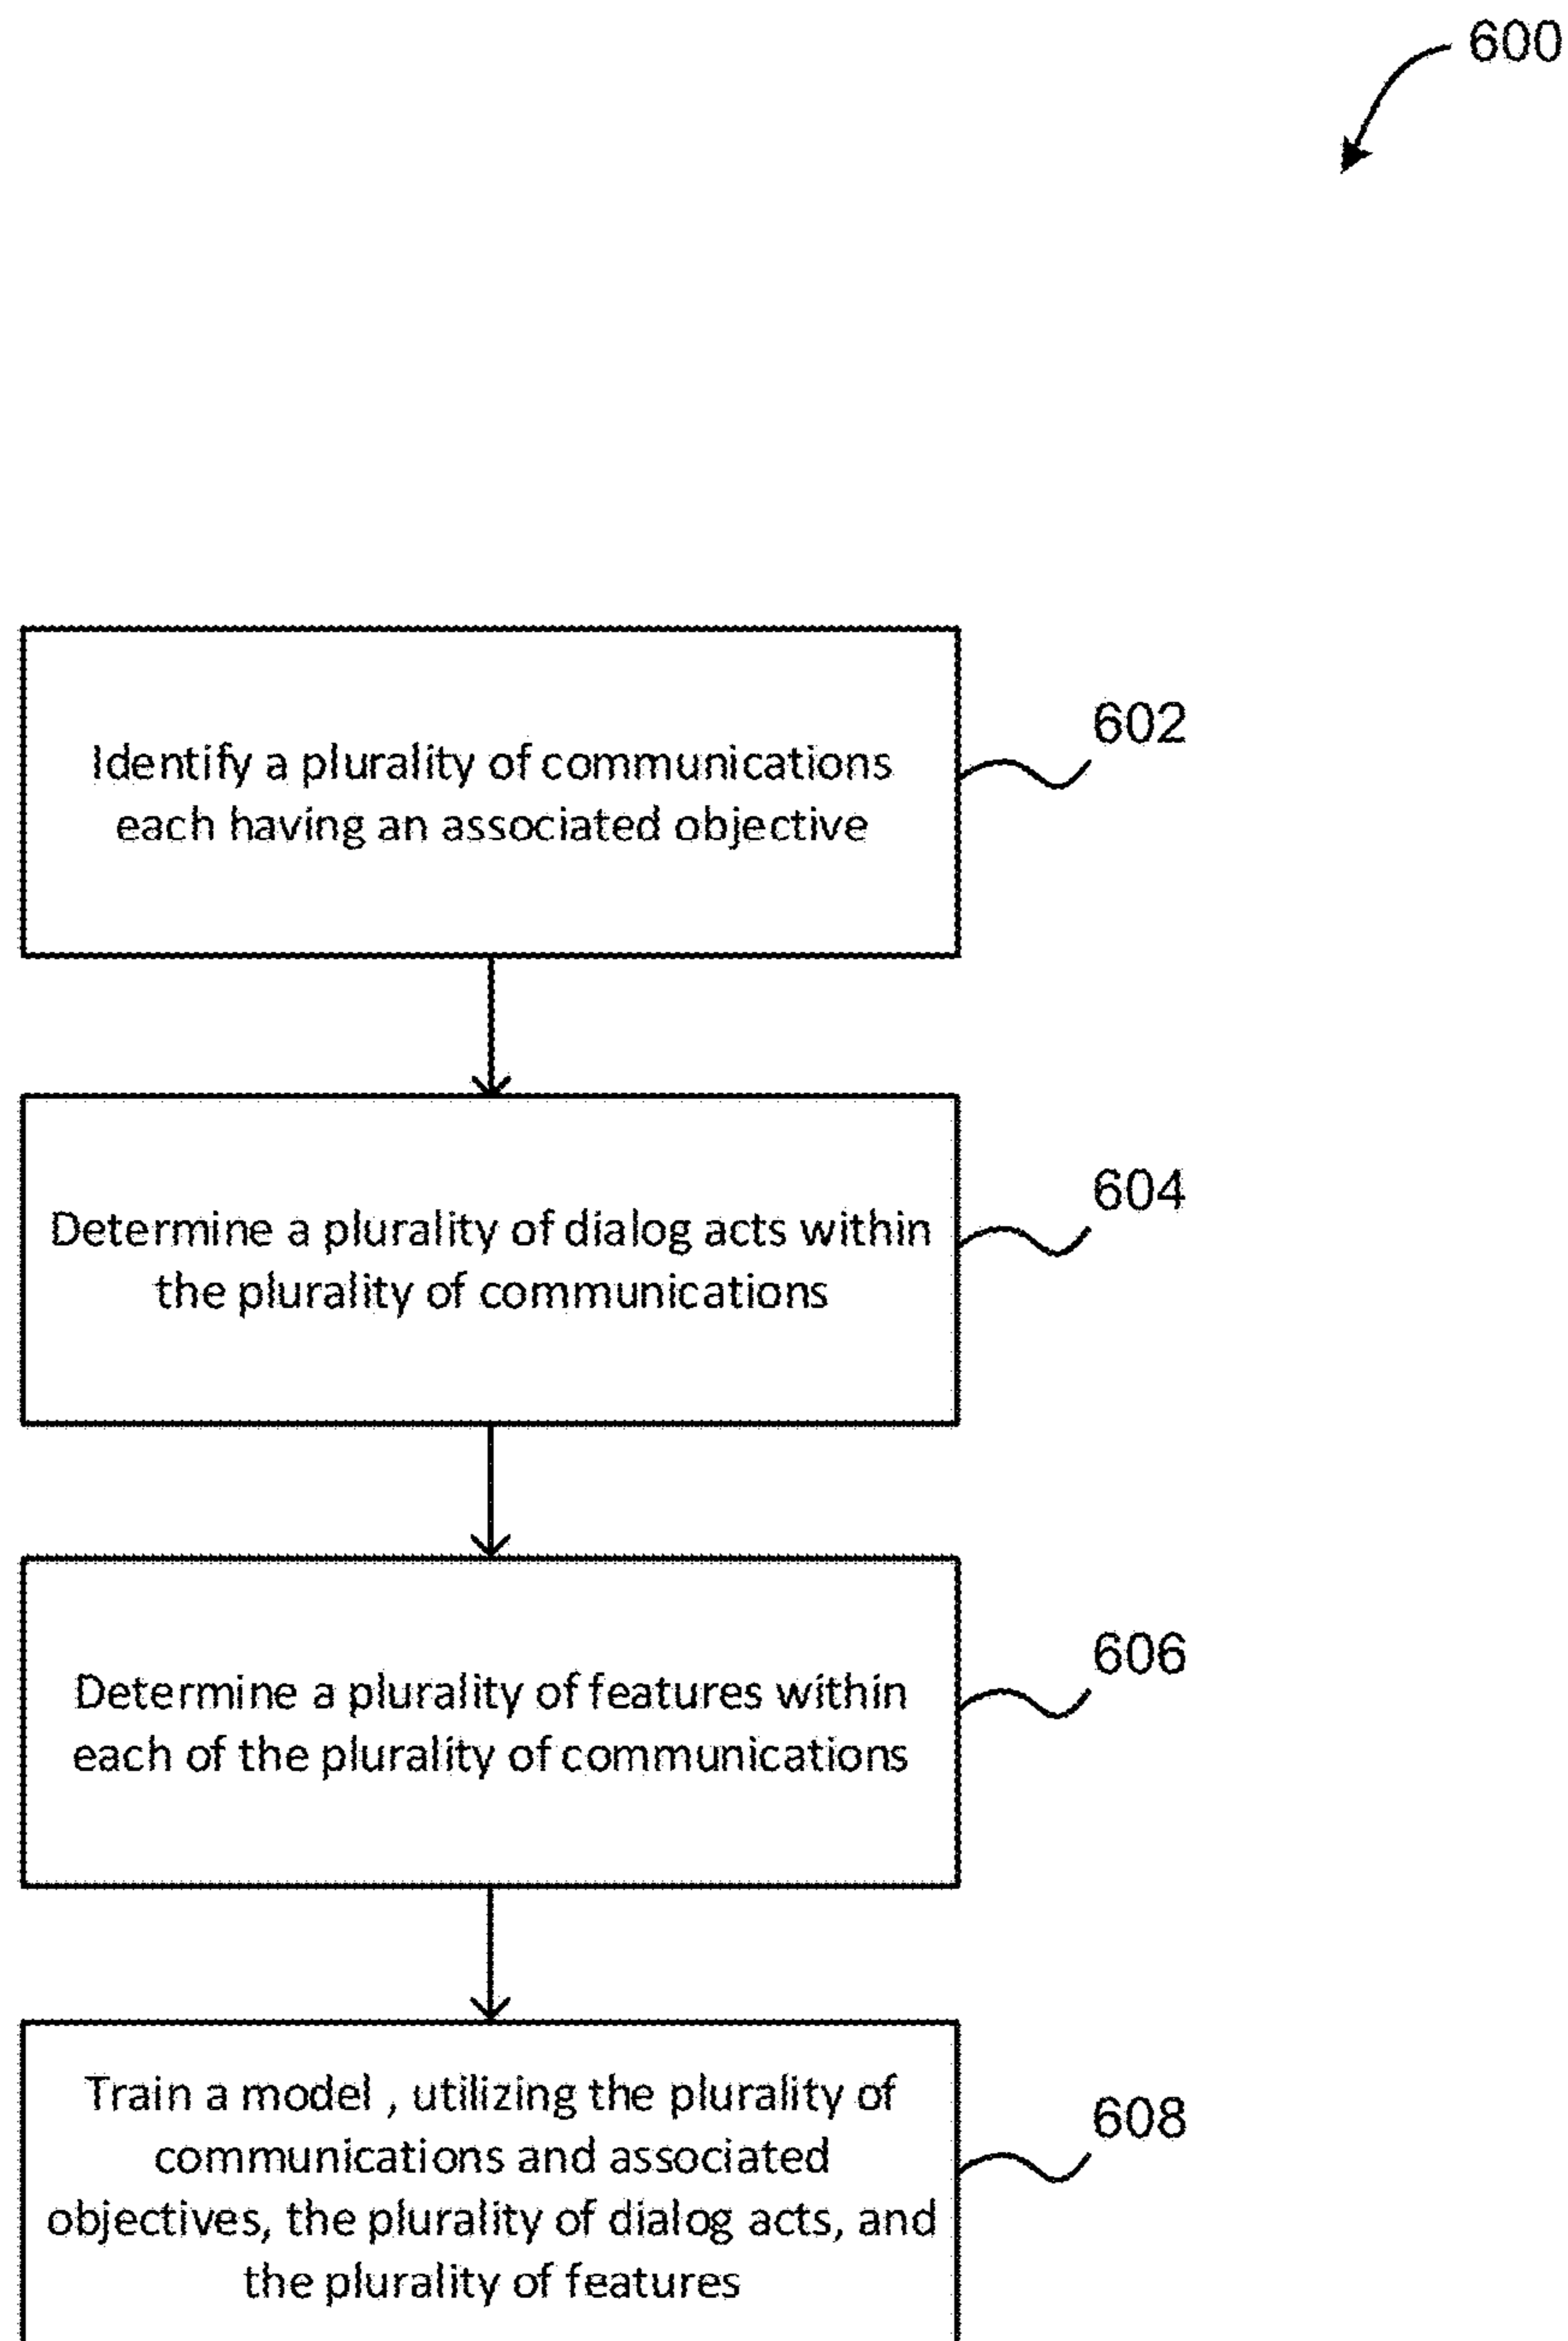 600
Identify a plurality of communications
each having an associated objective
602
Determine a plurality of dialog acts within
the plurality of communications
604
Determine a plurality of features within
each of the plurality of communications
606
Train a model , utilizing the plurality of
communications and associated
objectives, the plurality of dialog acts, and
the plurality of features
608